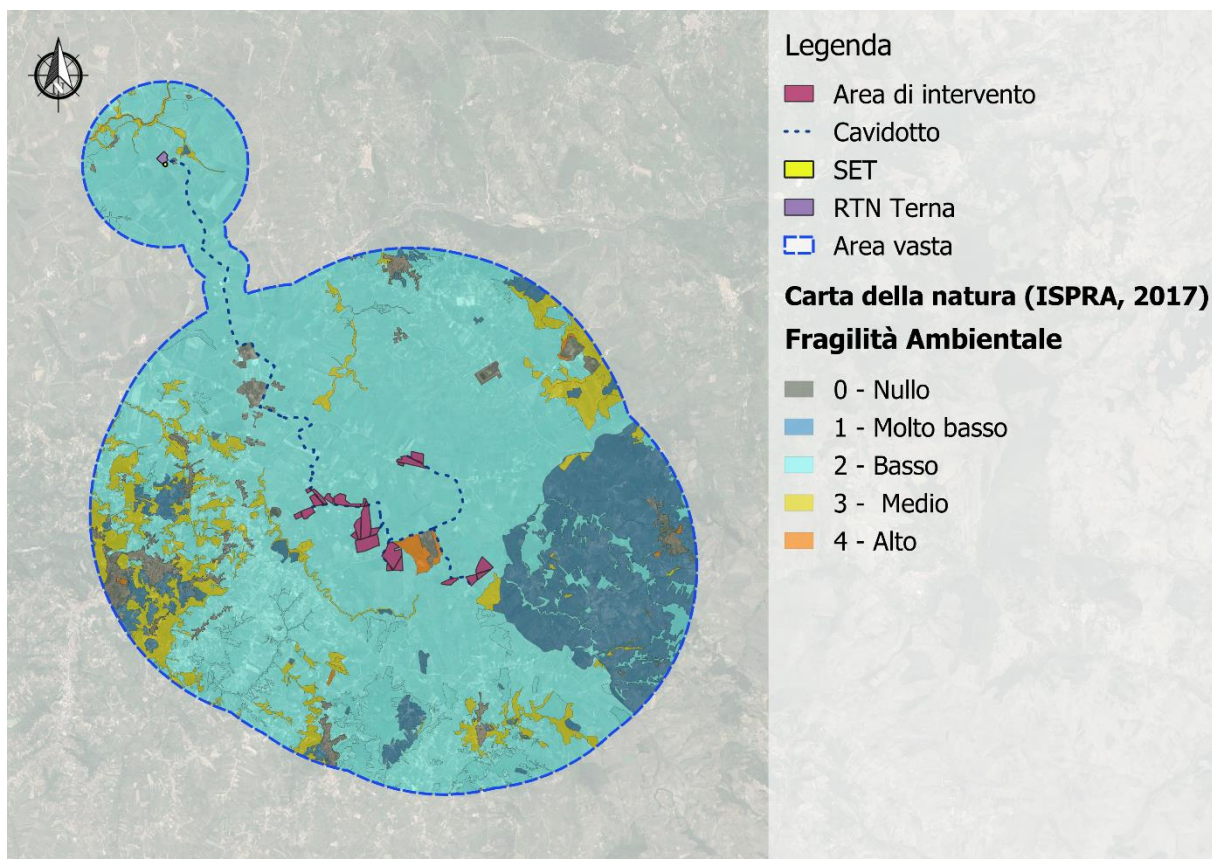 N
Legenda
Area di intervento
Cavidotto
SET
RTN Terna
Area vasta
Carta della natura (ISPRA, 2017)
Fragilità Ambientale
0 - Nullo
1 - Molto basso
2 - Basso
3 - Medio
4 - Alto